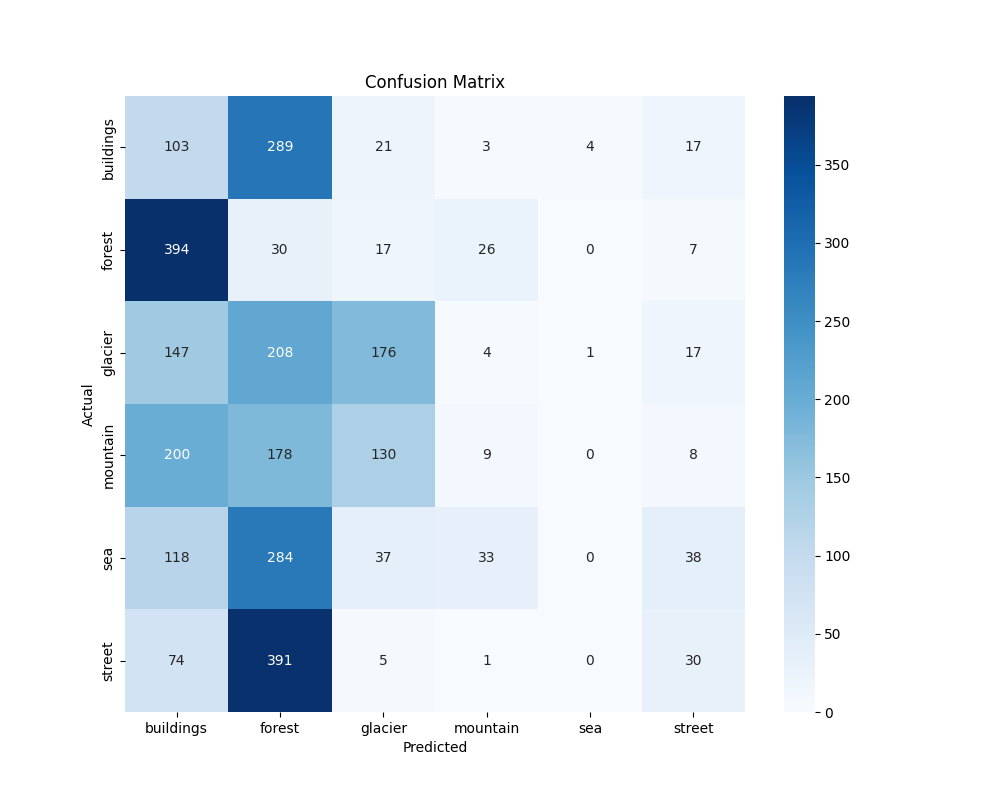 Confusion Matrix
buildings 103 289 21 3 4 17
forest 394 30 17 26 0 7
glacier 147 208 176 4 1 17
mountain 200 178 130 9 0 8
sea 118 284 37 33 0 38
street 74 391 5 1 0 30
Actual
buildings forest glacier mountain sea street
Predicted
350
300
250
200
150
100
50
0